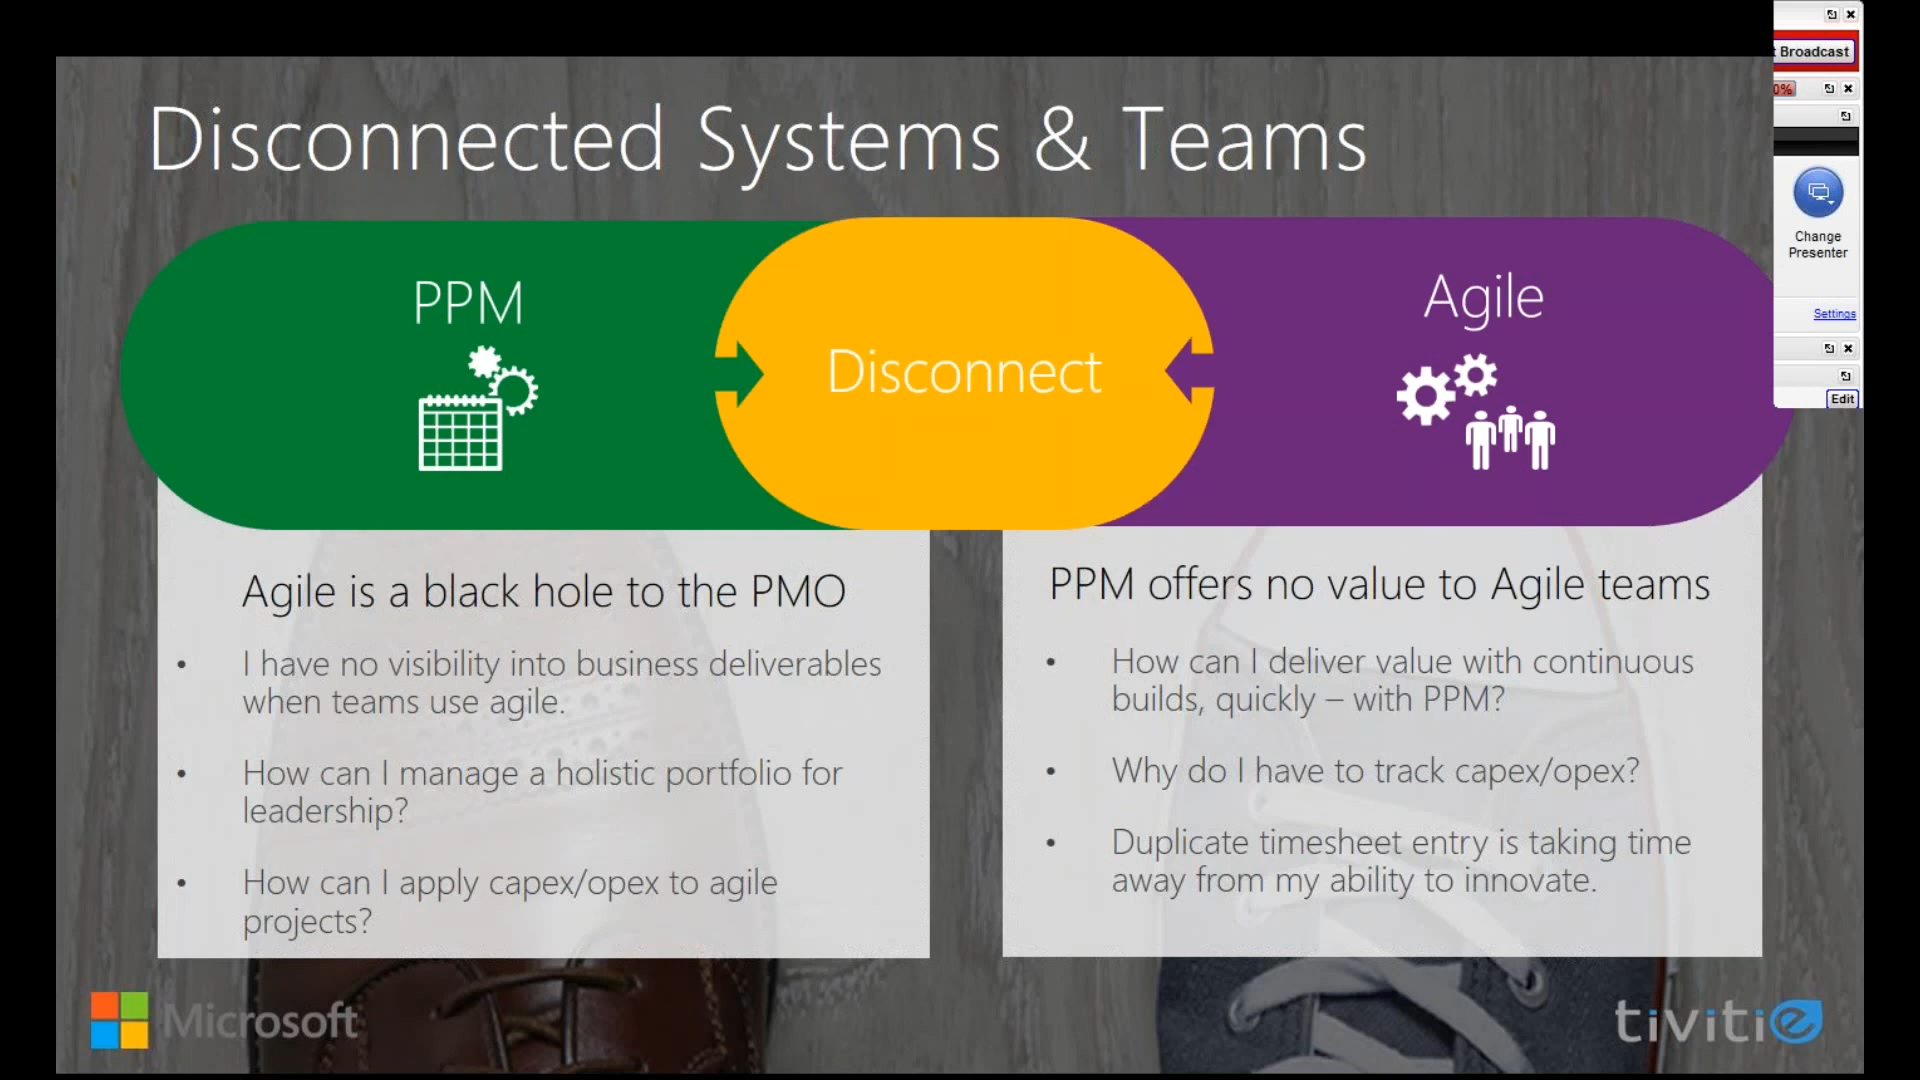 Disconnected Systems & Teams
PPM
Disconnect
Agile
Agile is a black hole to the PMO
• I have no visibility into business deliverables
when teams use agile.
• How can I manage a holistic portfolio for
leadership?
• How can I apply capex/opex to agile
projects?
PPM offers no value to Agile teams
• How can I deliver value with continuous
builds, quickly – with PPM?
• Why do I have to track capex/opex?
• Duplicate timesheet entry is taking time
away from my ability to innovate.
Microsoft
tivitie
t Broadcast
0%
Change
Presenter
Settings
Edit